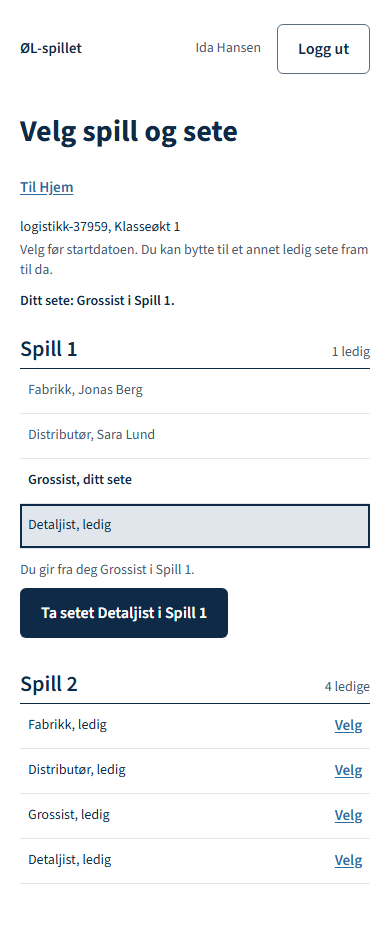 ØL-spillet
Ida Hansen
Logg ut
Velg spill og sete
Til Hjem
logistikk-37959, Klasseøkt 1
Velg før startdatoen. Du kan bytte til et annet ledig sete fram
til da.
Ditt sete: Grossist i Spill 1.
Spill 1
1 ledig
Fabrikk, Jonas Berg
Distributør, Sara Lund
Grossist, ditt sete
Detaljist, ledig
Du gir fra deg Grossist i Spill 1.
Ta setet Detaljist i Spill 1
Spill 2
4 ledige
Fabrikk, ledig
Velg
Distributør, ledig
Velg
Grossist, ledig
Velg
Detaljist, ledig
Velg